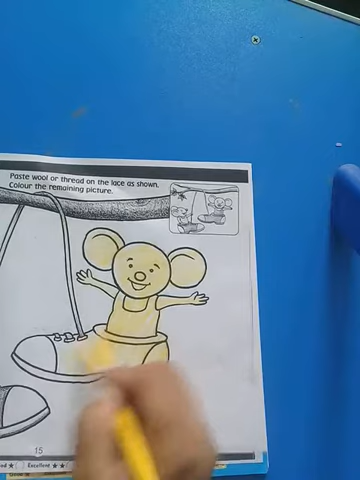 Paste wool or thread on the lace as shown.
Colour the remaining picture.
15
Excellent